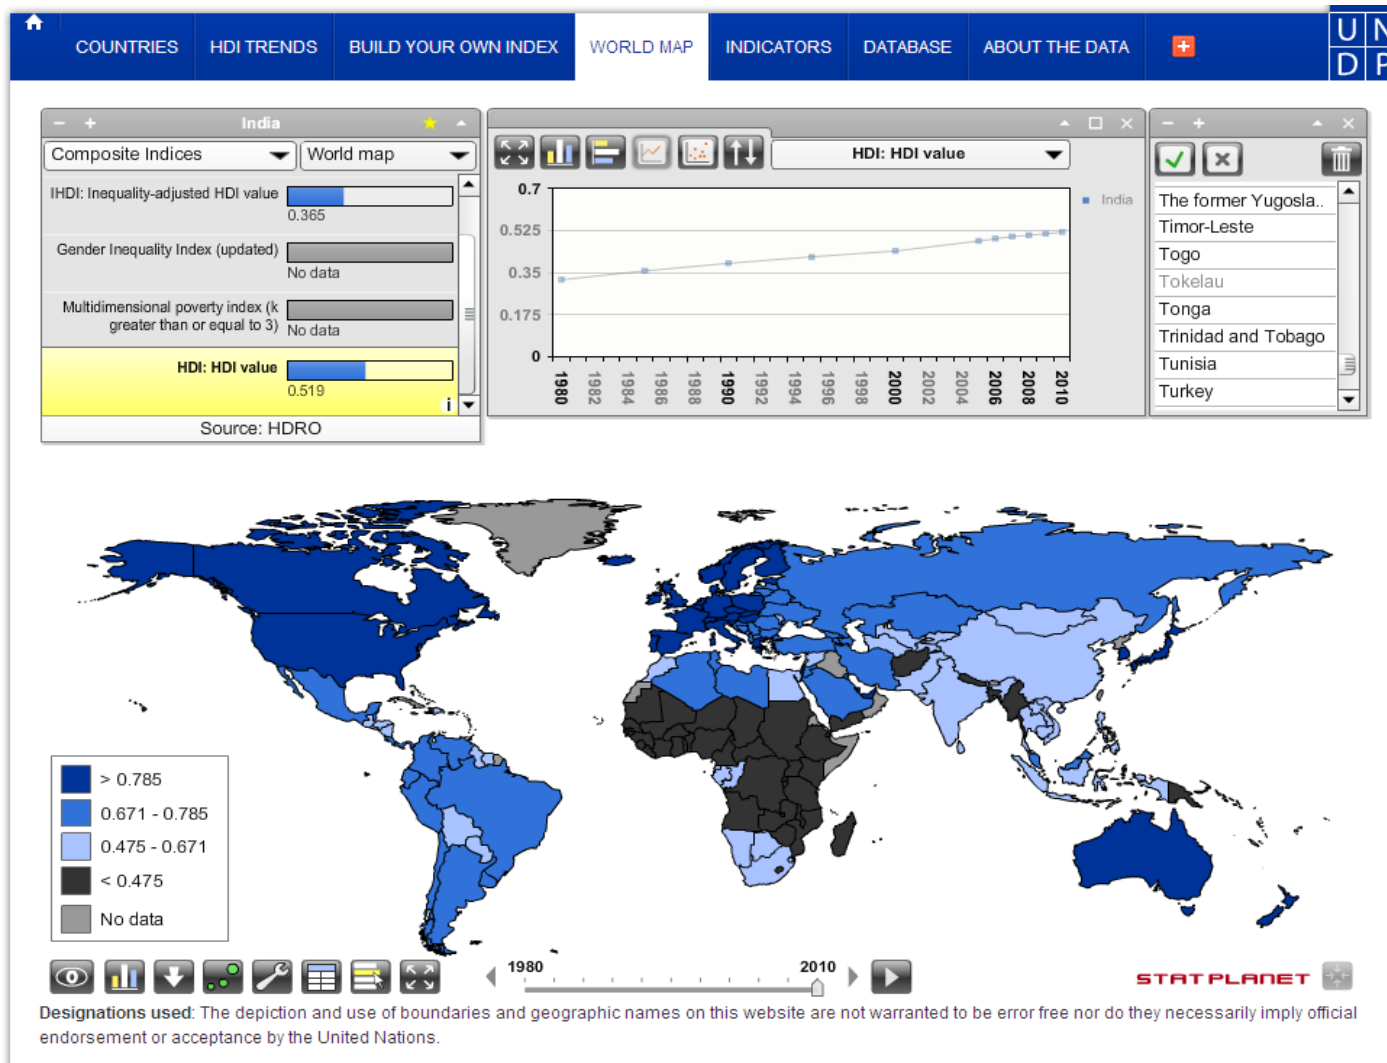 COUNTRIES HDI TRENDS BUILD YOUR OWN INDEX WORLD MAP INDICATORS DATABASE ABOUT THE DATA
U N
D P
India
Composite Indices World map
IHDI: Inequality-adjusted HDI value
0.365
Gender Inequality Index (updated)
No data
Multidimensional poverty index (k
greater than or equal to 3)
No data
HDI: HDI value
0.519
i
Source: HDRO
HDI: HDI value
0.7
0.525
0.35
0.175
0
India
1980 1982 1984 1986 1988 1990 1992 1994 1996 1998 2000 2002 2004 2006 2008 2010
The former Yugosla..
Timor-Leste
Togo
Tokelau
Tonga
Trinidad and Tobago
Tunisia
Turkey
> 0.785
0.671 - 0.785
0.475 - 0.671
< 0.475
No data
1980 2010
STATPLANET
Designations used: The depiction and use of boundaries and geographic names on this website are not warranted to be error free nor do they necessarily imply official
endorsement or acceptance by the United Nations.